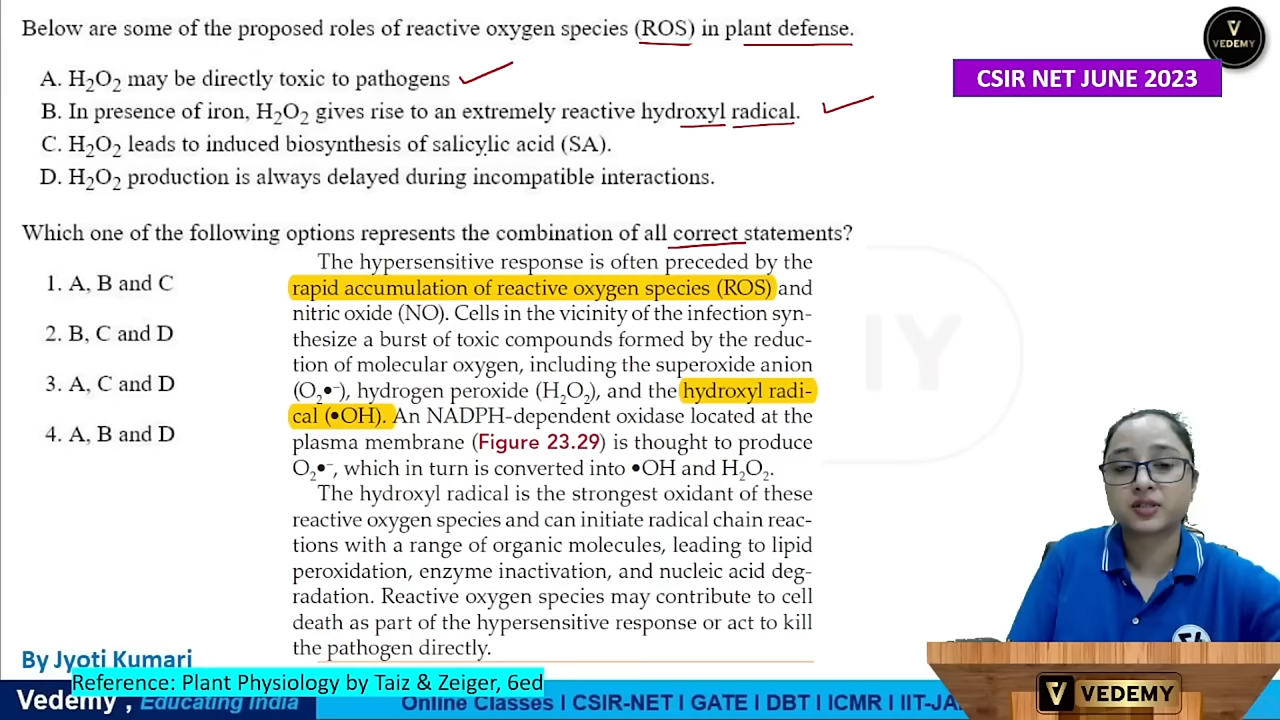 Below are some of the proposed roles of reactive oxygen species (ROS) in plant defense.
VEDEMY
CSIR NET JUNE 2023
A. H₂O₂ may be directly toxic to pathogens
B. In presence of iron, H₂O₂ gives rise to an extremely reactive hydroxyl radical.
C. H₂O₂ leads to induced biosynthesis of salicylic acid (SA).
D. H₂O₂ production is always delayed during incompatible interactions.
Which one of the following options represents the combination of all correct statements?
1. A, B and C
2. B, C and D
3. A, C and D
4. A, B and D
The hypersensitive response is often preceded by the
rapid accumulation of reactive oxygen species (ROS) and
nitric oxide (NO). Cells in the vicinity of the infection syn-
thesize a burst of toxic compounds formed by the reduc-
tion of molecular oxygen, including the superoxide anion
(O₂•⁻), hydrogen peroxide (H₂O₂), and the hydroxyl radi-
cal (•OH). An NADPH-dependent oxidase located at the
plasma membrane (Figure 23.29) is thought to produce
O₂•⁻, which in turn is converted into •OH and H₂O₂.
The hydroxyl radical is the strongest oxidant of these
reactive oxygen species and can initiate radical chain reac-
tions with a range of organic molecules, leading to lipid
peroxidation, enzyme inactivation, and nucleic acid deg-
radation. Reactive oxygen species may contribute to cell
death as part of the hypersensitive response or act to kill
the pathogen directly.
By Jyoti Kumari
Reference: Plant Physiology by Taiz & Zeiger, 6ed
Vedemy , Educating India
Online Classes I CSIR-NET I GATE I DBT I ICMR I IIT-JA
VEDEMY